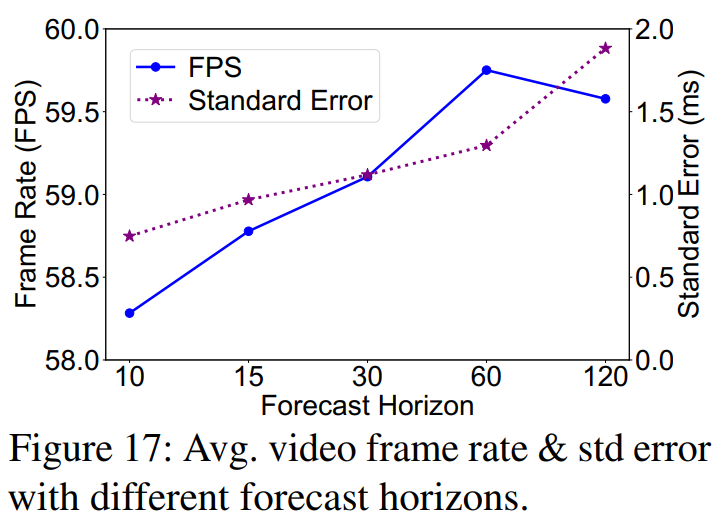 60.0
59.5
59.0
58.5
58.0
Frame Rate (FPS)
FPS
Standard Error
2.0
1.5
1.0
0.5
0.0
Standard Error (ms)
10 15 30 60 120
Forecast Horizon
Figure 17: Avg. video frame rate & std error
with different forecast horizons.